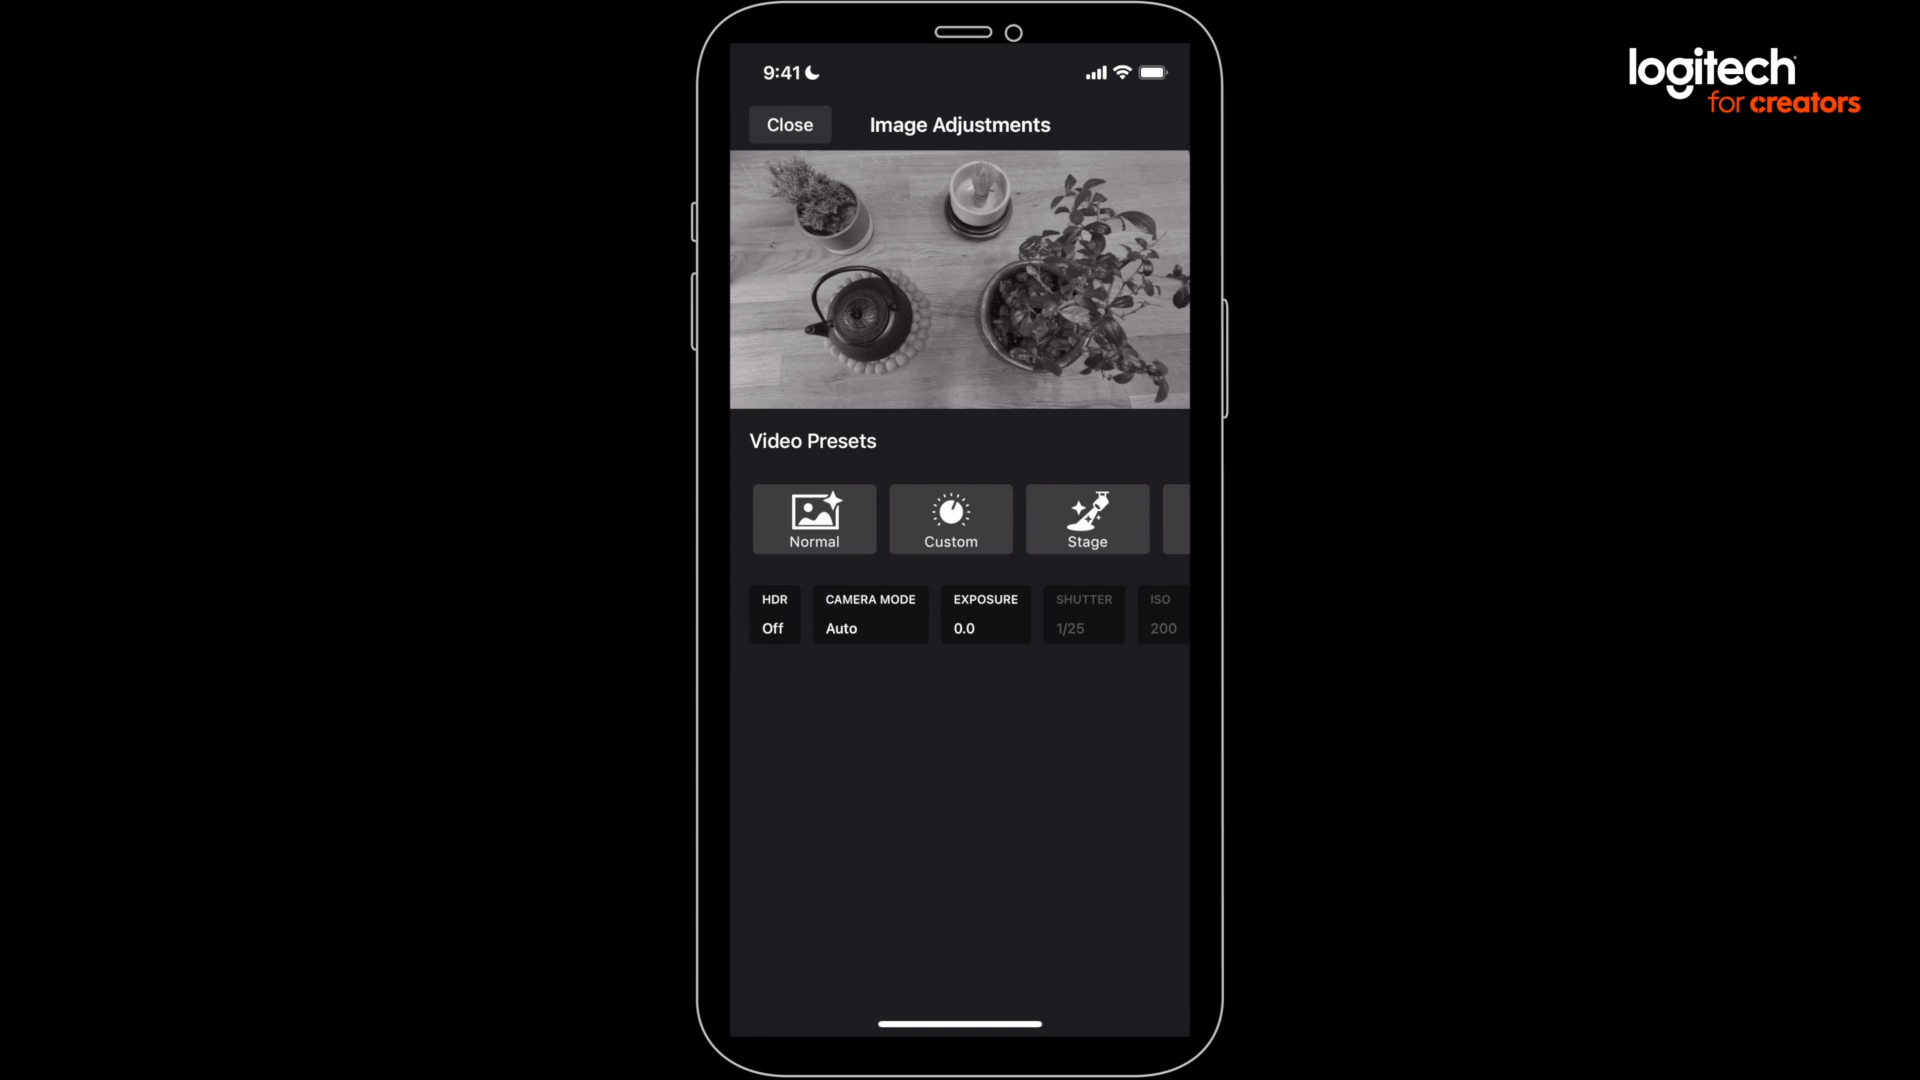 9:41
logitech
for creators
Close
Image Adjustments
Video Presets
Normal
Custom
Stage
HDR
CAMERA MODE
EXPOSURE
SHUTTER
ISO
Off
Auto
0.0
1/25
200